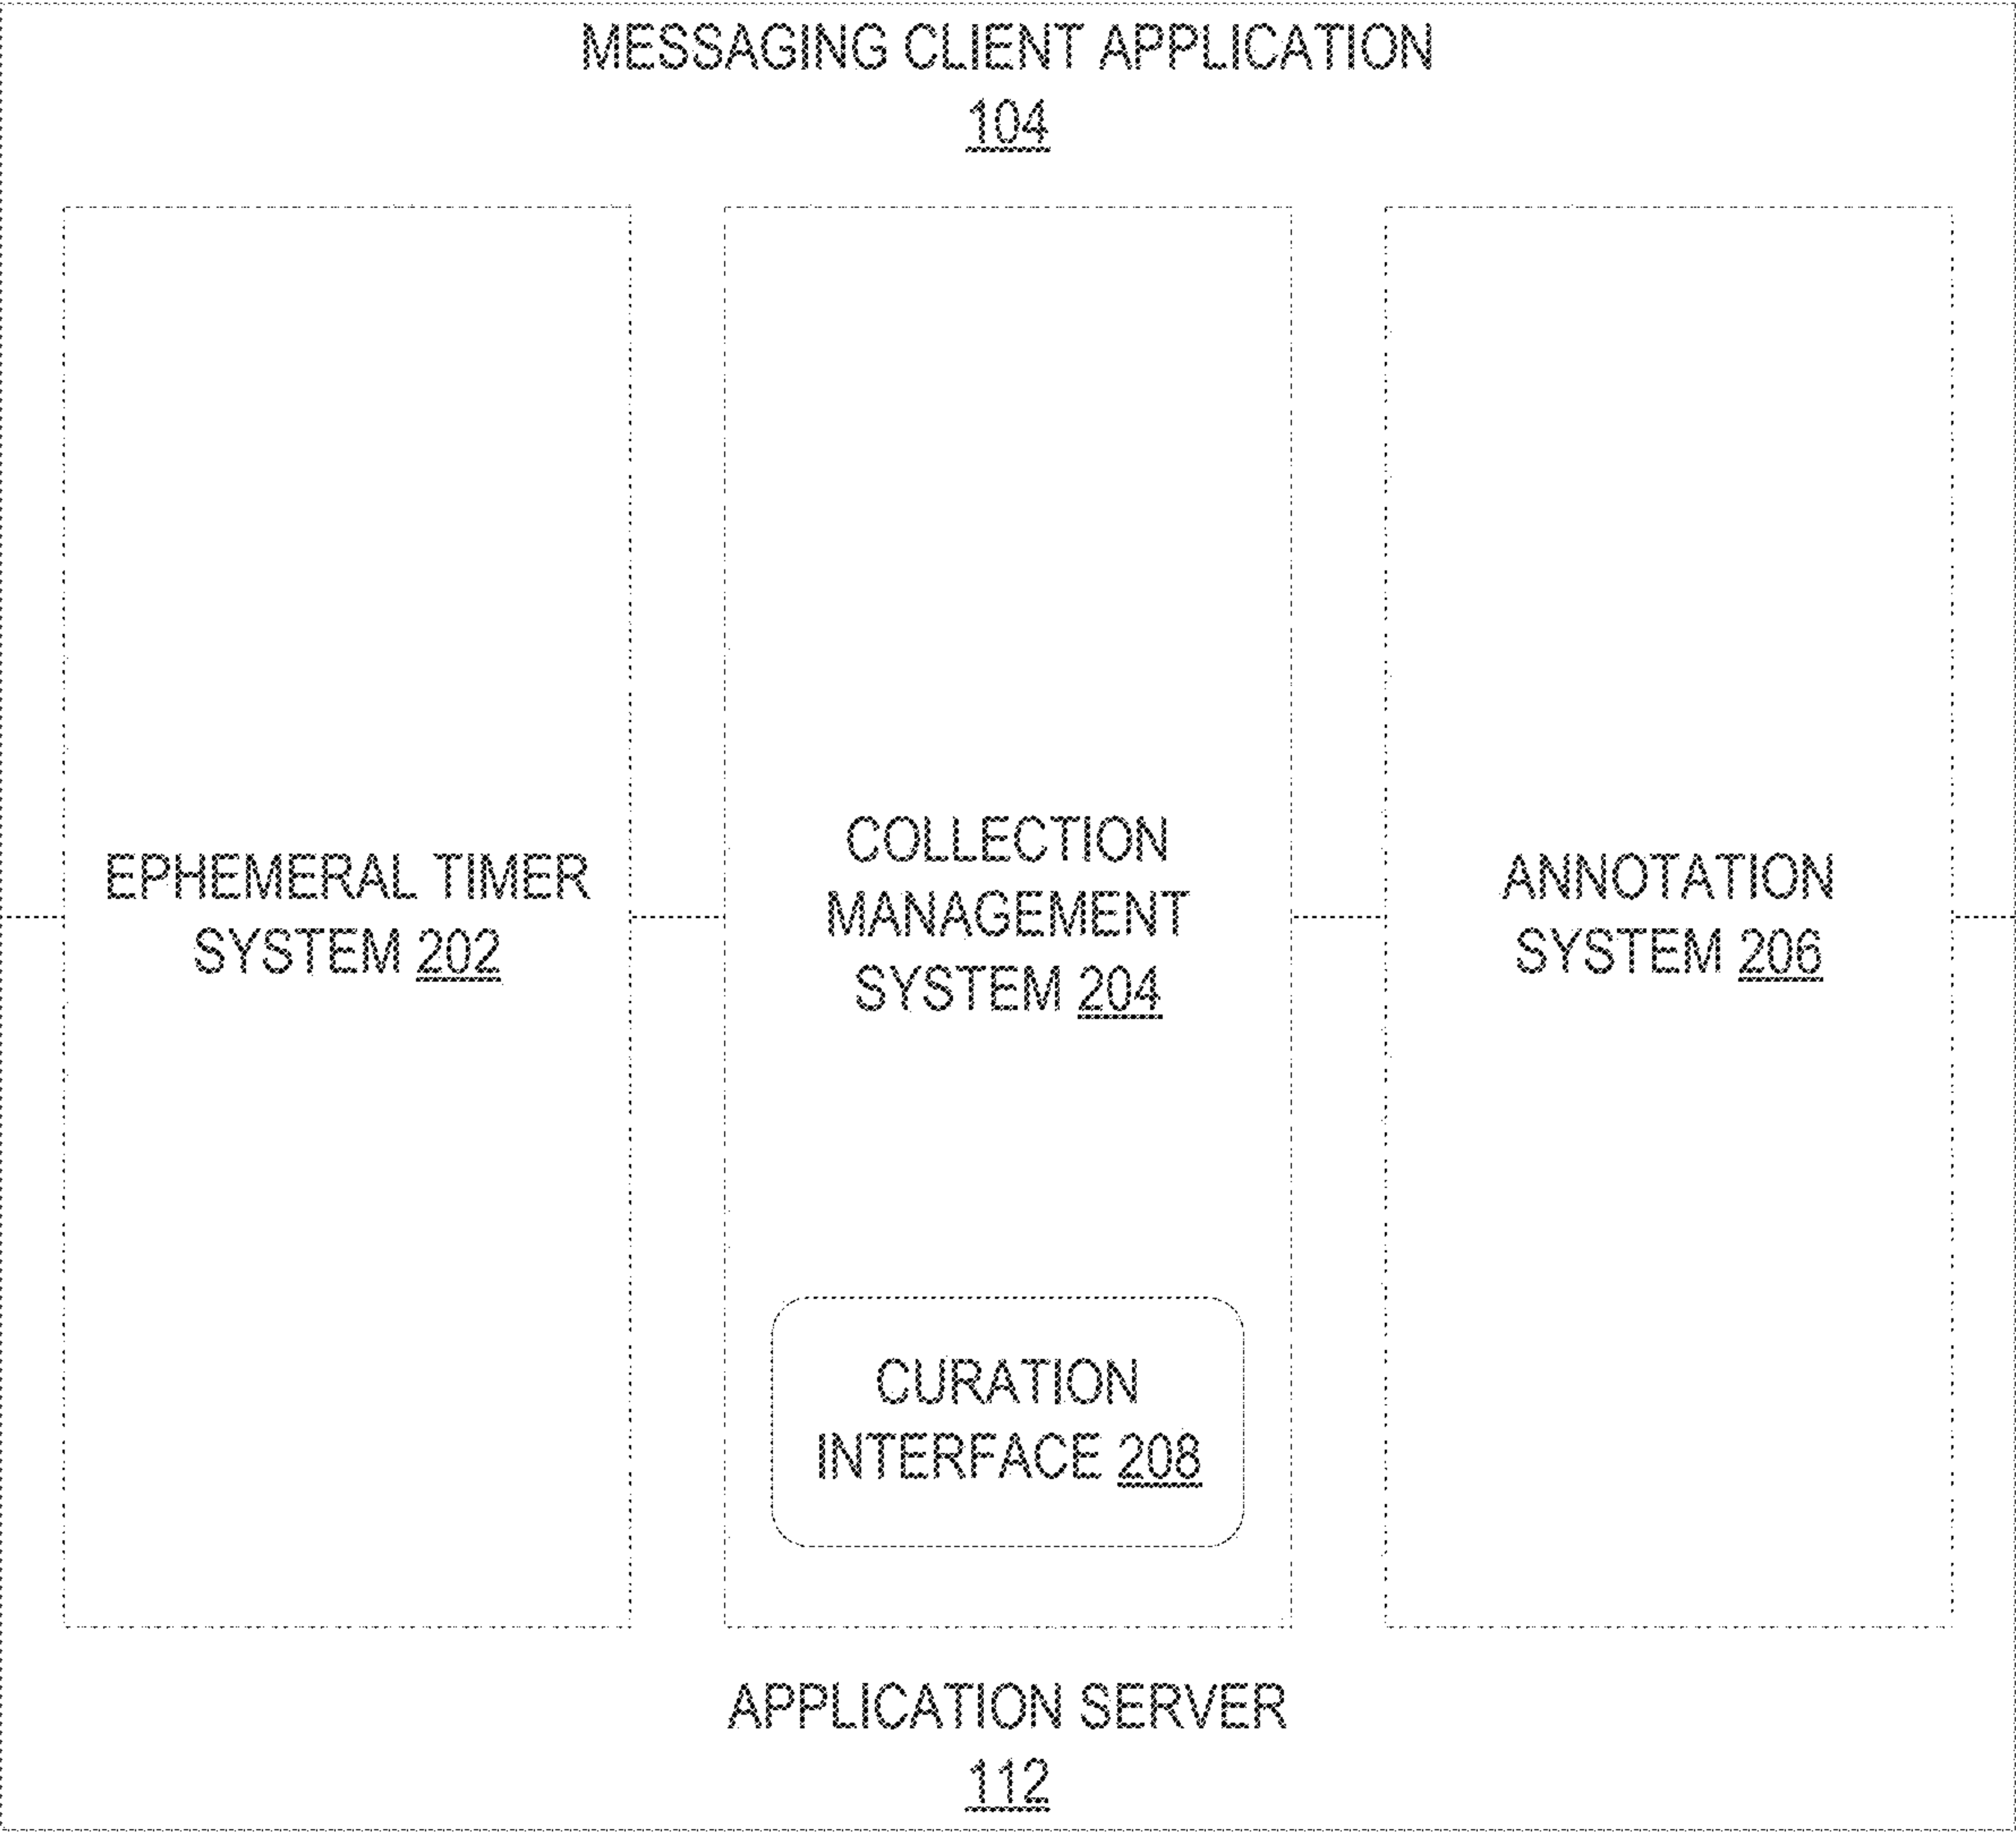 MESSAGING CLIENT APPLICATION
104
EPHEMERAL TIMER
SYSTEM 202
COLLECTION
MANAGEMENT
SYSTEM 204
CURATION
INTERFACE 208
ANNOTATION
SYSTEM 206
APPLICATION SERVER
112